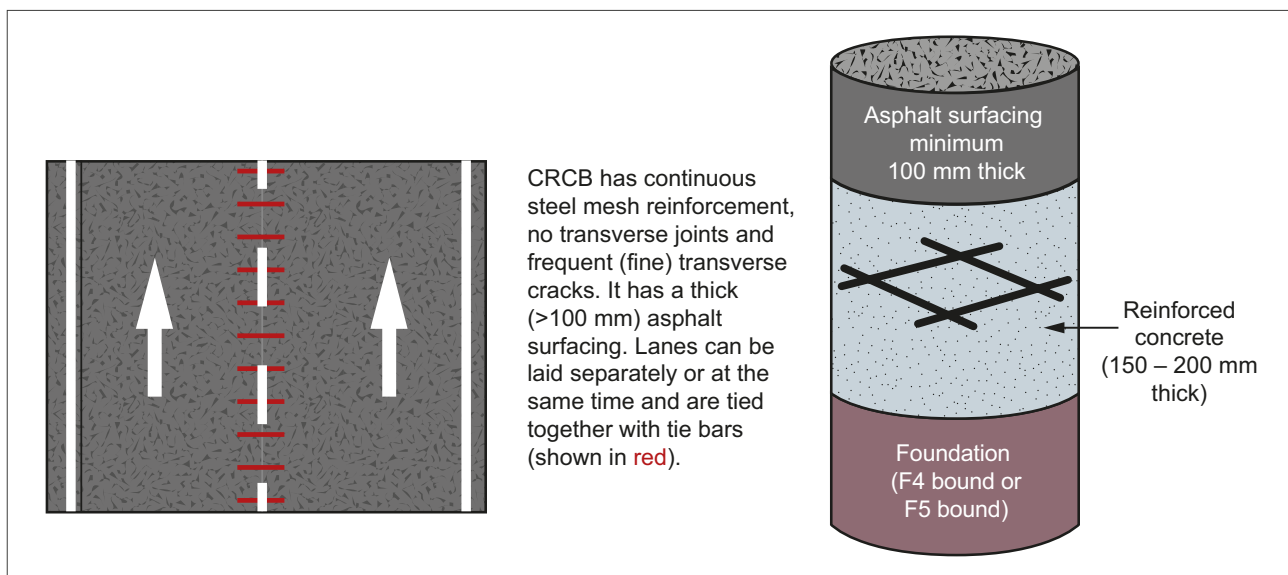 CRCB has continuous
steel mesh reinforcement,
no transverse joints and
frequent (fine) transverse
cracks. It has a thick
(>100 mm) asphalt
surfacing. Lanes can be
laid separately or at the
same time and are tied
together with tie bars
(shown in red).
Asphalt surfacing
minimum
100 mm thick
Reinforced
concrete
(150 – 200 mm
thick)
Foundation
(F4 bound or
F5 bound)